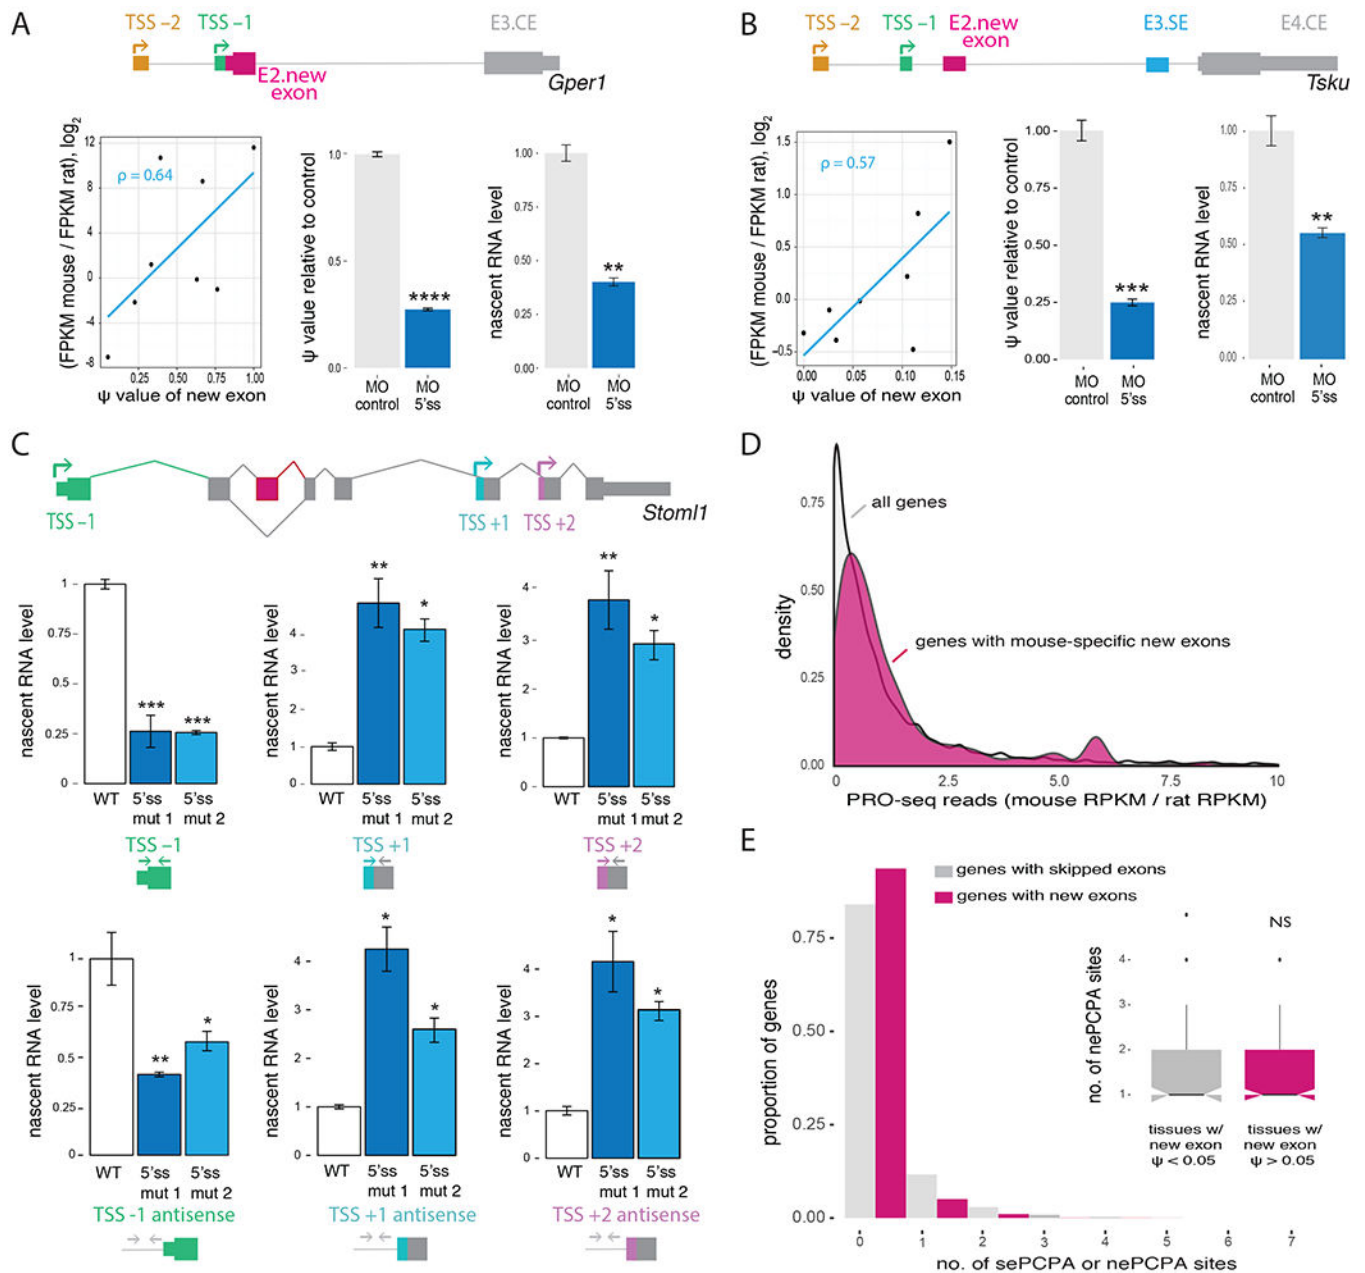 A
TSS –2
TSS –1
E3.CE
E2.new
exon
Gper1
(FPKM mouse / FPKM rat), log2
12
8
4
0
-4
-8
ρ = 0.64
0.25
0.50
0.75
1.00
ψ value of new exon
ψ value relative to control
1.0
0.5
0.0
****
MO
control
MO
5'ss
nascent RNA level
1.00
0.75
0.50
0.25
0.00
**
MO
control
MO
5'ss
B
TSS –2
TSS –1
E2.new
exon
E3.SE
E4.CE
Tsku
(FPKM mouse / FPKM rat), log2
1.5
1.0
0.5
0.0
–0.5
ρ = 0.57
0.00
0.05
0.10
0.15
ψ value of new exon
ψ value relative to control
1.00
0.75
0.50
0.25
0.00
***
MO
control
MO
5'ss
nascent RNA level
1.00
0.75
0.50
0.25
0.00
**
MO
control
MO
5'ss
C
TSS –1
TSS +1
TSS +2
Stoml1
nascent RNA level
1
0.75
0.5
0.25
0
***
***
WT
5'ss
mut 1
5'ss
mut 2
TSS –1
nascent RNA level
4
2
1
0
**
*
WT
5'ss
mut 1
5'ss
mut 2
TSS +1
nascent RNA level
4
3
2
1
0
**
*
WT
5'ss
mut 1
5'ss
mut 2
TSS +2
nascent RNA level
1
0.75
0.5
0.25
0
**
*
WT
5'ss
mut 1
5'ss
mut 2
TSS -1 antisense
nascent RNA level
4
3
2
1
0
*
*
WT
5'ss
mut 1
5'ss
mut 2
TSS +1 antisense
nascent RNA level
4
3
2
1
0
*
*
WT
5'ss
mut 1
5'ss
mut 2
TSS +2 antisense
D
density
0.75
0.50
0.25
0.00
all genes
genes with mouse-specific new exons
0
2.5
5.0
7.5
10
PRO-seq reads (mouse RPKM / rat RPKM)
E
proportion of genes
0.75
0.50
0.25
0.00
genes with skipped exons
genes with new exons
no. of nePCPA sites
4
3
2
1
NS
tissues w/
new exon
ψ < 0.05
tissues w/
new exon
ψ > 0.05
0
1
2
3
4
5
6
7
no. of sePCPA or nePCPA sites